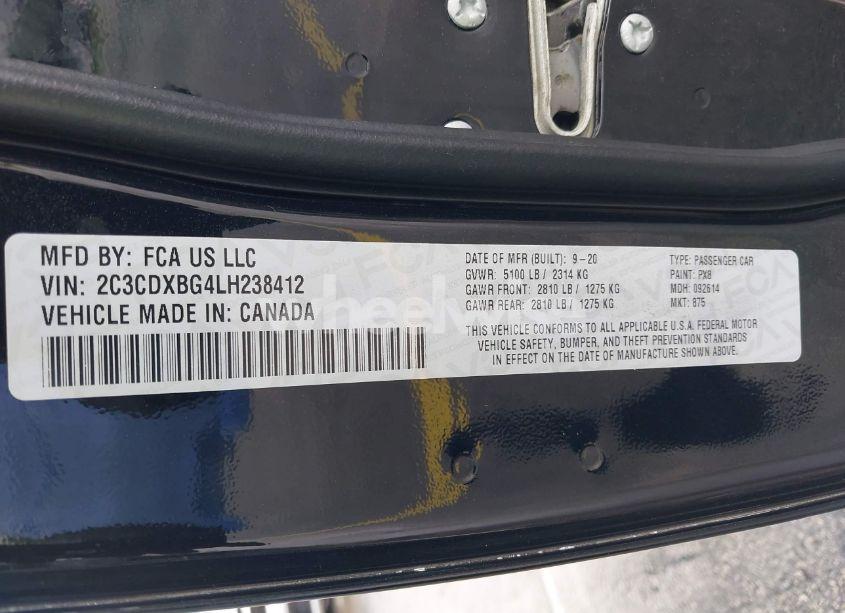 MFD BY: FCA US LLC
VIN: 2C3CDXBG4LH238412
VEHICLE MADE IN: CANADA
DATE OF MFR (BUILT): 9-20
GVWR: 5100 LB / 2314 KG
GAWR FRONT: 2810 LB / 1275 KG
GAWR REAR: 2810 LB / 1275 KG
TYPE: PASSENGER CAR
PAINT: PX8
MDH: 092614
MKT: 875
THIS VEHICLE CONFORMS TO ALL APPLICABLE U.S.A. FEDERAL MOTOR
VEHICLE SAFETY, BUMPER, AND THEFT PREVENTION STANDARDS
IN EFFECT ON THE DATE OF MANUFACTURE SHOWN ABOVE.